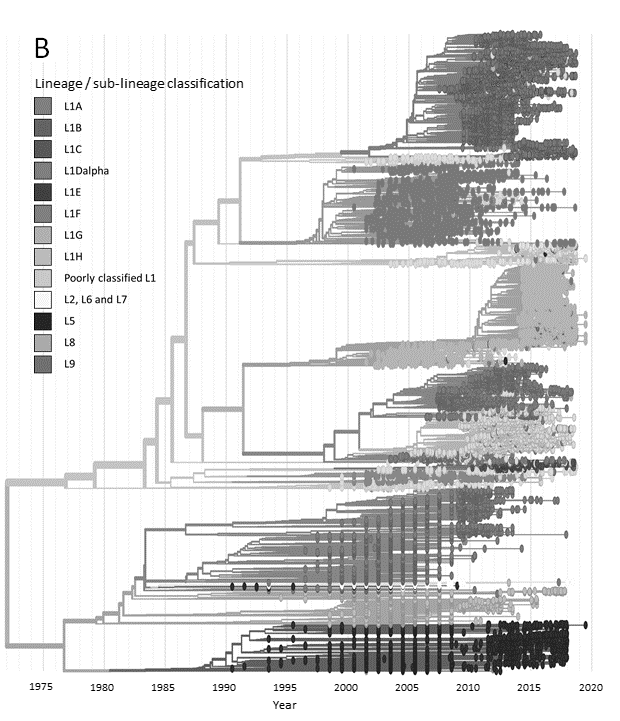 B
Lineage / sub-lineage classification
L1A
L1B
L1C
L1Dalpha
L1E
L1F
L1G
L1H
Poorly classified L1
L2, L6 and L7
L5
L8
L9
1975 1980 1985 1990 1995 2000 2005 2010 2015 2020
Year